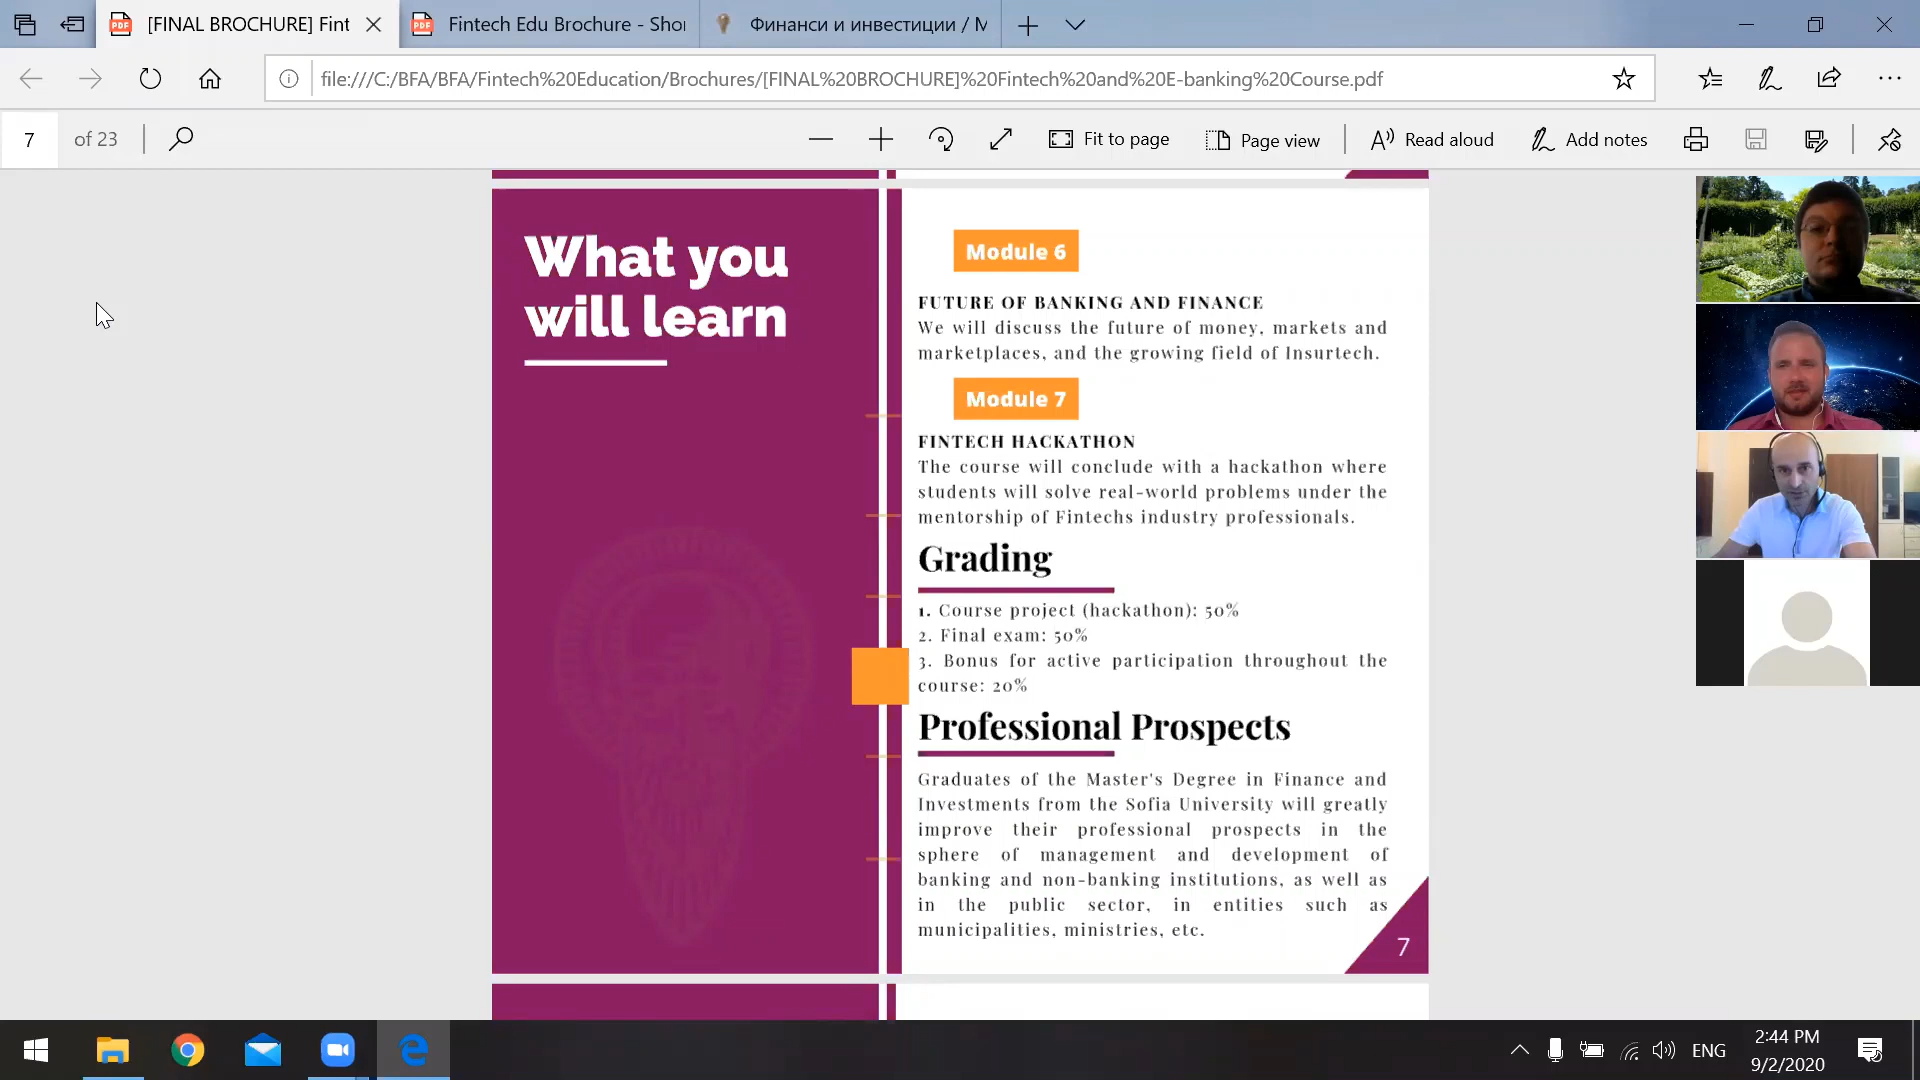 [FINAL BROCHURE] Fint
Fintech Edu Brochure - Shor
Финанси и инвестиции / М
file:///C:/BFA/BFA/Fintech%20Education/Brochures/[FINAL%20BROCHURE]%20Fintech%20and%20E-banking%20Course.pdf
7 of 23
Fit to page
Page view
Read aloud
Add notes
What you
will learn
Module 6
FUTURE OF BANKING AND FINANCE
We will discuss the future of money, markets and
marketplaces, and the growing field of Insurtech.
Module 7
FINTECH HACKATHON
The course will conclude with a hackathon where
students will solve real-world problems under the
mentorship of Fintechs industry professionals.
Grading
1. Course project (hackathon): 50%
2. Final exam: 50%
3. Bonus for active participation throughout the
course: 20%
Professional Prospects
Graduates of the Master's Degree in Finance and
Investments from the Sofia University will greatly
improve their professional prospects in the
sphere of management and development of
banking and non-banking institutions, as well as
in the public sector, in entities such as
municipalities, ministries, etc.
7
ENG
2:44 PM
9/2/2020